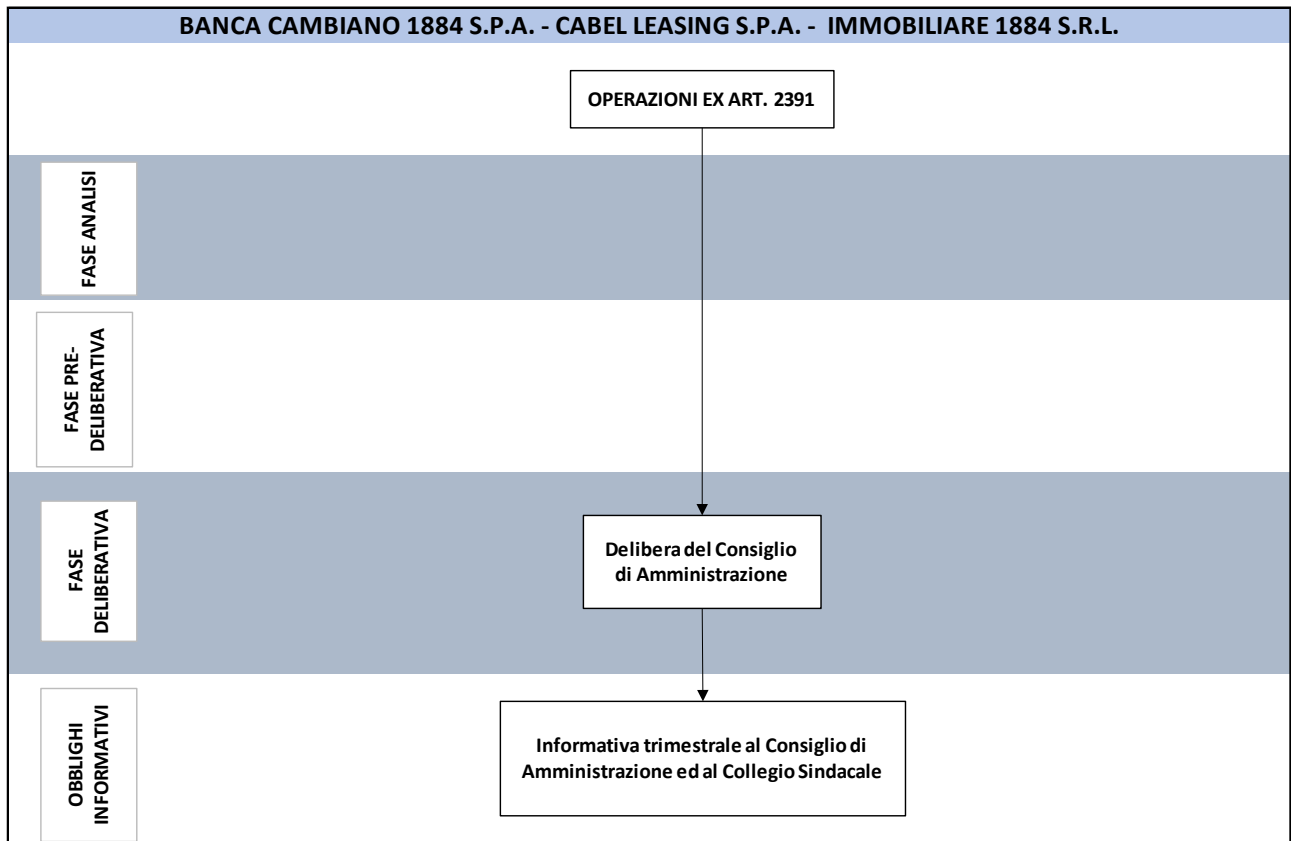 BANCA CAMBIANO 1884 S.P.A. - CABEL LEASING S.P.A. - IMMOBILIARE 1884 S.R.L.
OPERAZIONI EX ART. 2391
FASE ANALISI
FASE PRE-
DELIBERATIVA
FASE
DELIBERATIVA
Delibera del Consiglio
di Amministrazione
OBBLIGHI
INFORMATIVI
Informativa trimestrale al Consiglio di
Amministrazione ed al Collegio Sindacale